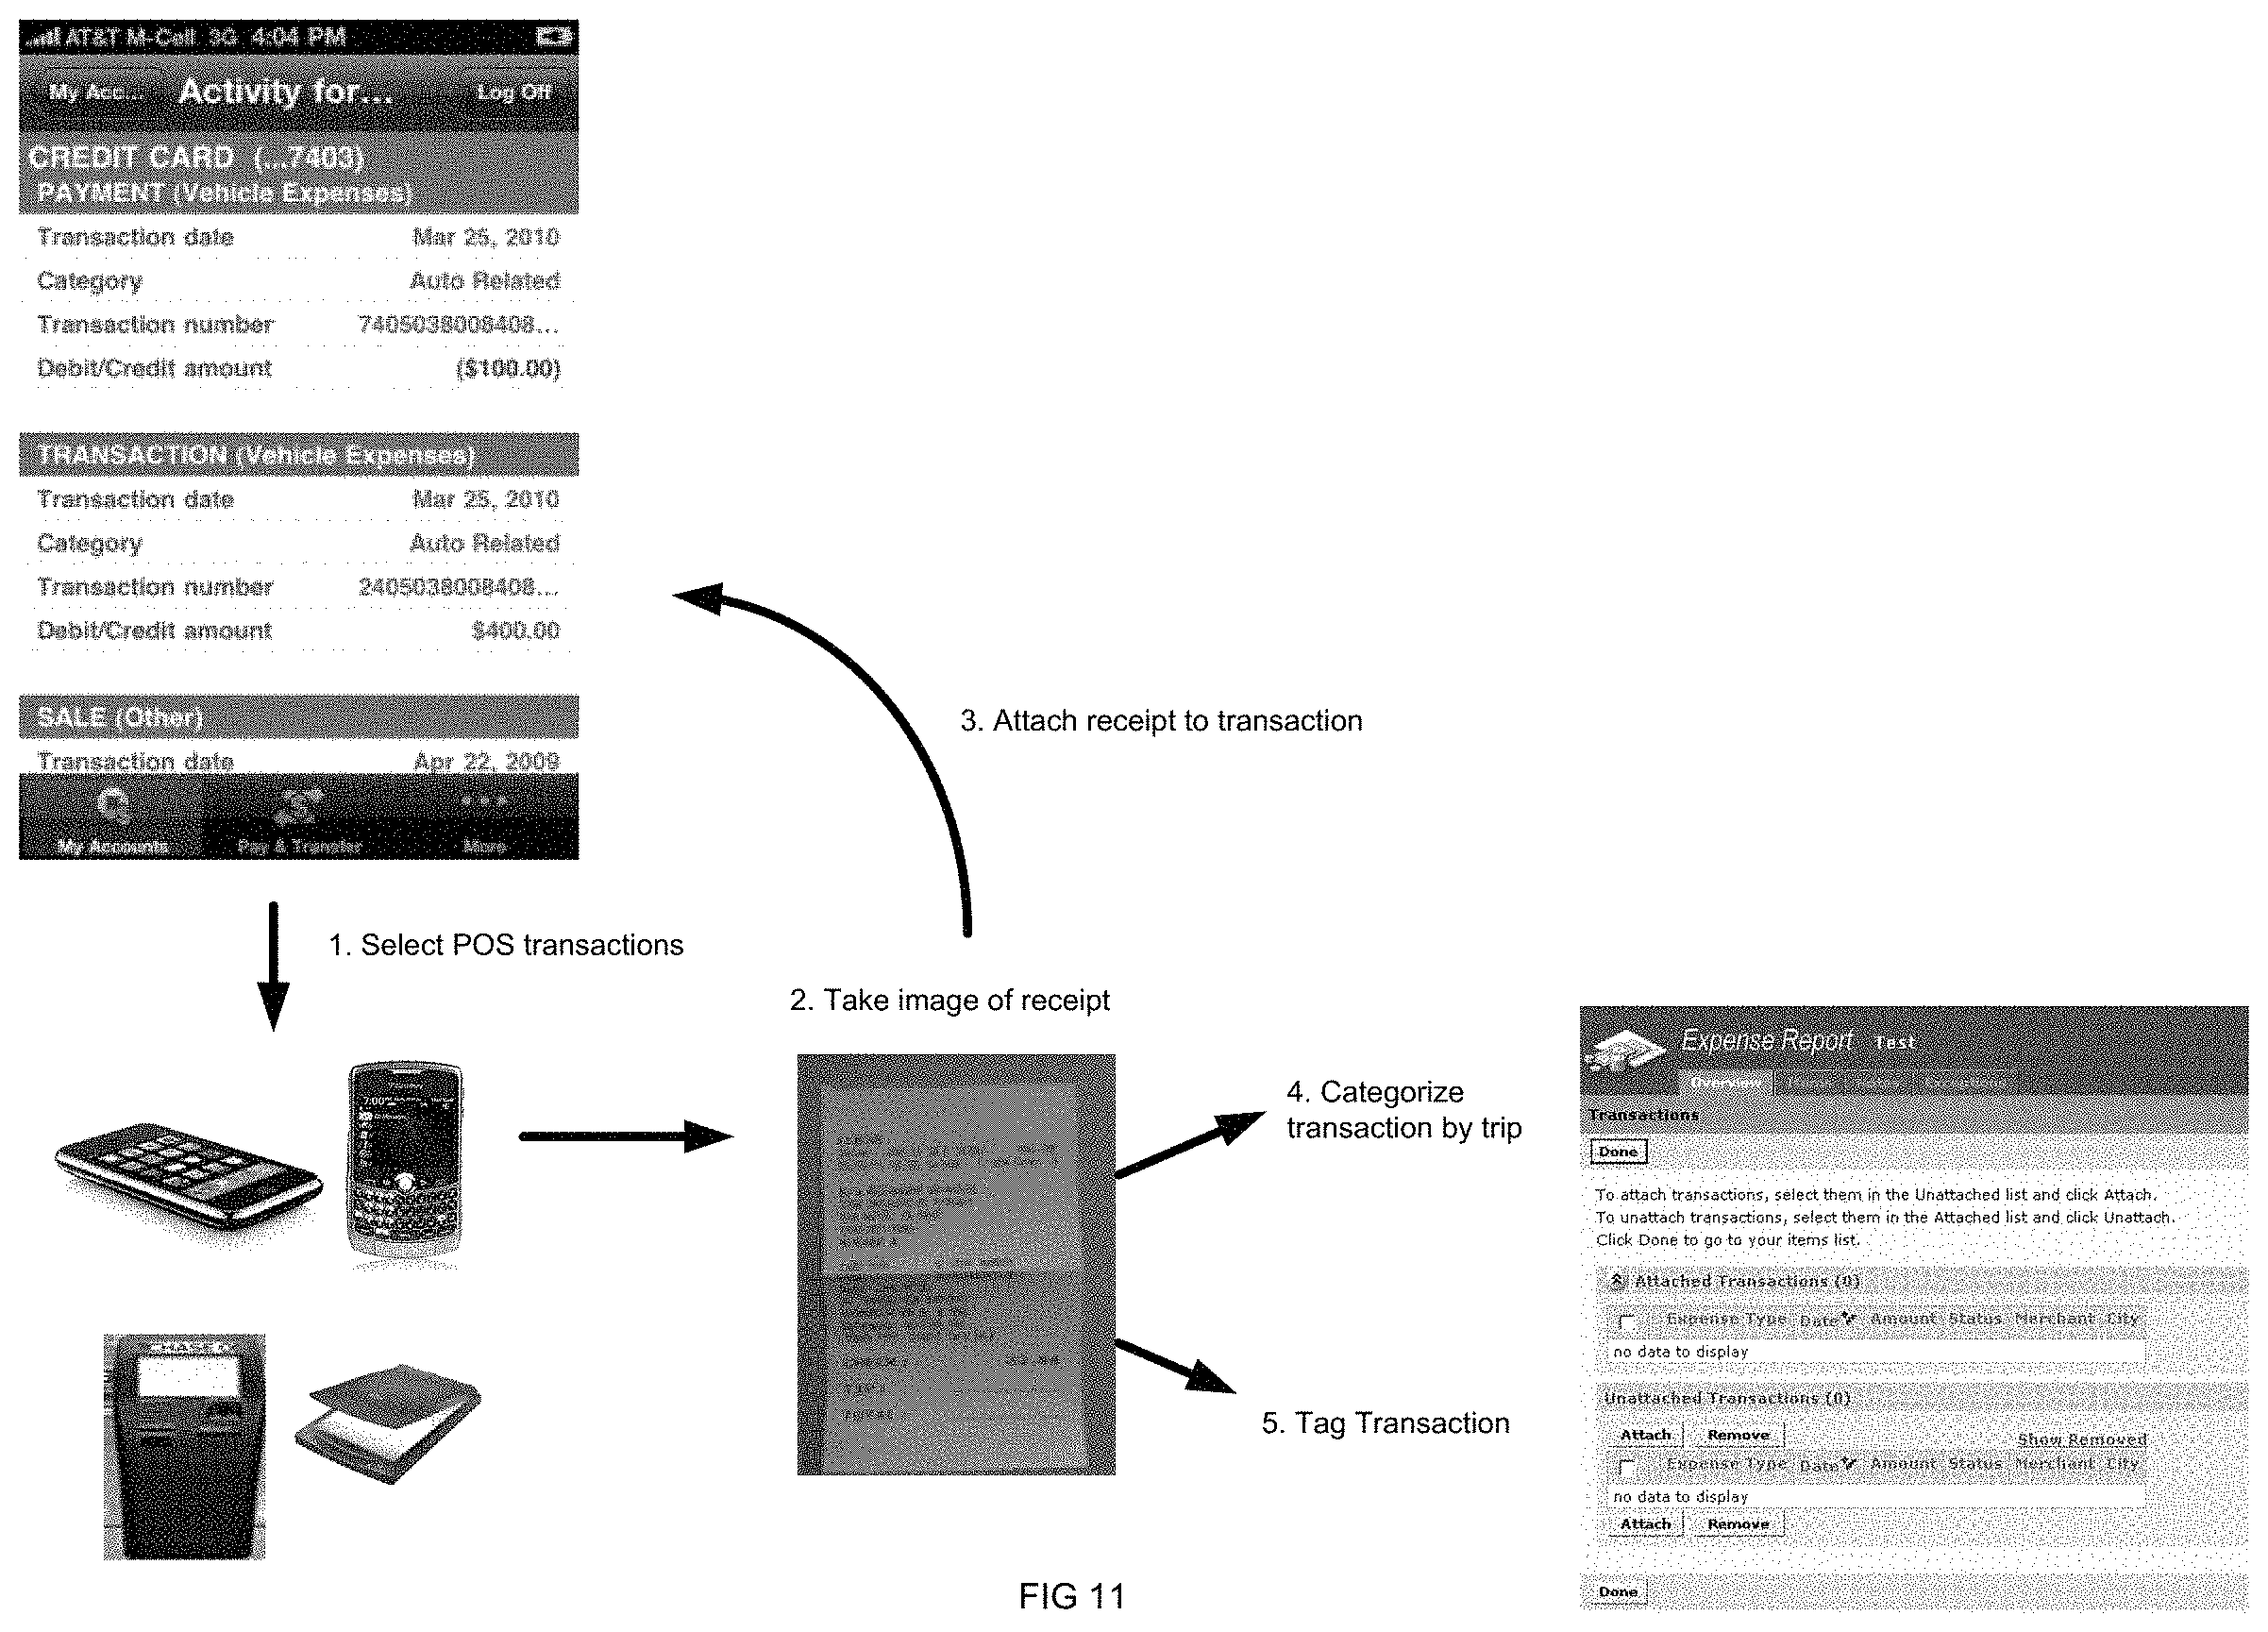 AT&T M-Cell 3G 4:04 PM
My Acc... Activity for... Log Off
CREDIT CARD (...7403)
PAYMENT (Vehicle Expenses)
Transaction date Mar 25, 2010
Category Auto Related
Transaction number 7405038008408...
Debit/Credit amount ($100.00)
TRANSACTION (Vehicle Expenses)
Transaction date Mar 25, 2010
Category Auto Related
Transaction number 2405038008408...
Debit/Credit amount $400.00
SALE (Other)
Transaction date Apr 22, 2009
My Accounts Pay & Transfer More
3. Attach receipt to transaction
1. Select POS transactions
2. Take image of receipt
7:00
CHASE
4. Categorize
transaction by trip
5. Tag Transaction
Expense Report Test
Overview
Transactions
Done
To attach transactions, select them in the Unattached list and click Attach.
To unattach transactions, select them in the Attached list and click Unattach.
Click Done to go to your items list.
Attached Transactions (0)
Expense Type Date Amount Status Merchant City
no data to display
Unattached Transactions (0)
Attach Remove Show Removed
Expense Type Date Amount Status Merchant City
no data to display
Attach Remove
Done
FIG 11